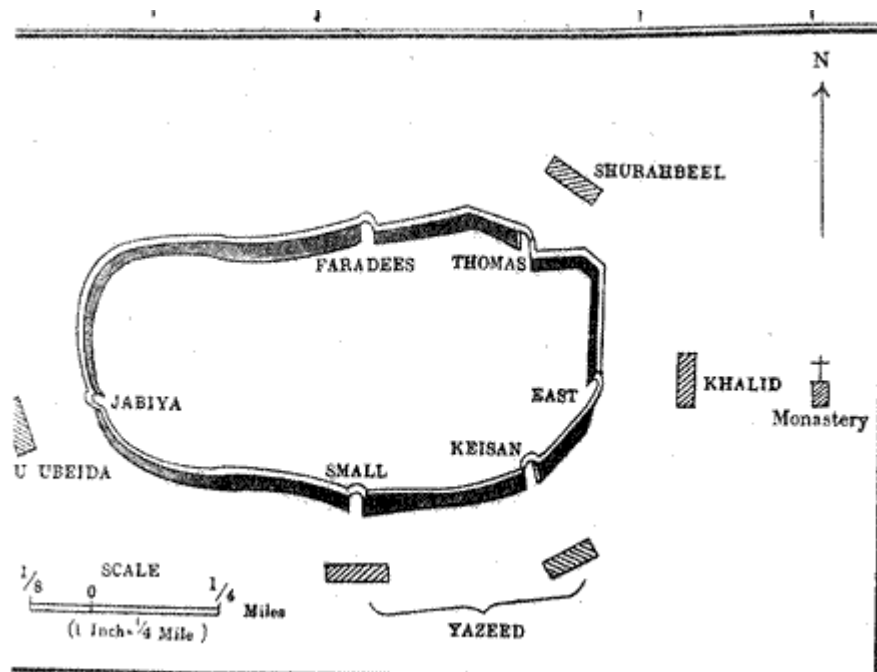 N
SHURAHBEEL
FARADEES
THOMAS
KHALID
EAST
JABIYA
Monastery
KEISAN
U UBEIDA
SMALL
1/8 0 1/4 Miles
SCALE
(1 Inch=1/4 Mile)
YAZEED